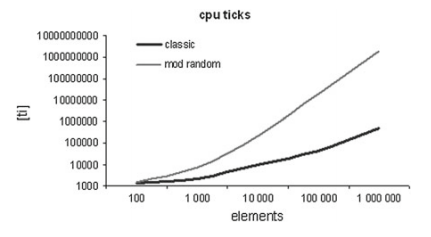 cpu ticks
10000000000
1000000000
100000000
10000000
1000000
100000
10000
1000
[ti]
classic
mod random
100
1 000
10 000
100 000
1 000 000
elements